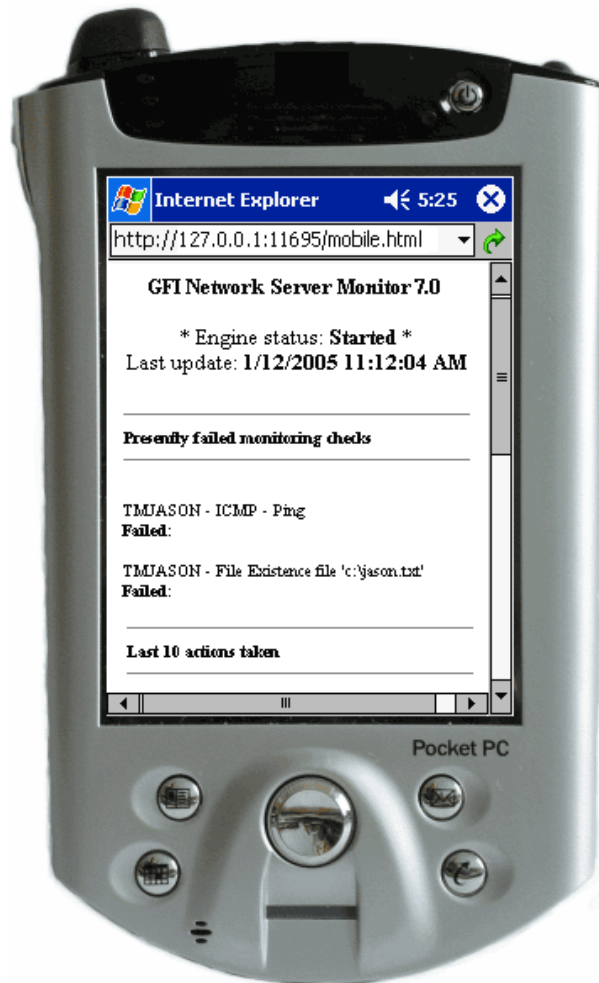 Internet Explorer 5:25
http://127.0.0.1:11695/mobile.html
GFI Network Server Monitor 7.0
* Engine status: Started *
Last update: 1/12/2005 11:12:04 AM
Presently failed monitoring checks
TMJASON - ICMP - Ping
Failed:
TMJASON - File Existence file 'c:\jason.txt'
Failed:
Last 10 actions taken
Pocket PC